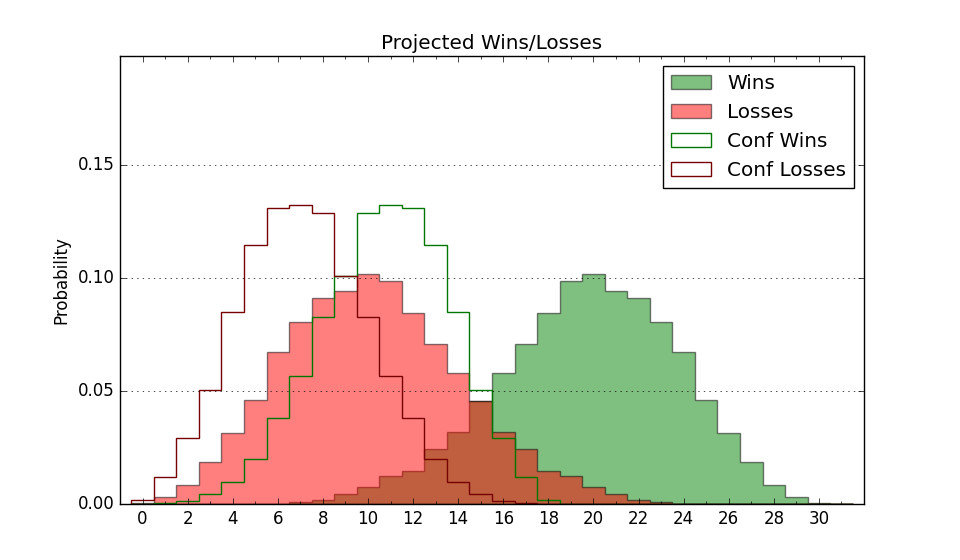 Projected Wins/Losses
Wins
Losses
Conf Wins
Conf Losses
Probability
0.15
0.10
0.05
0.00
0 2 4 6 8 10 12 14 16 18 20 22 24 26 28 30